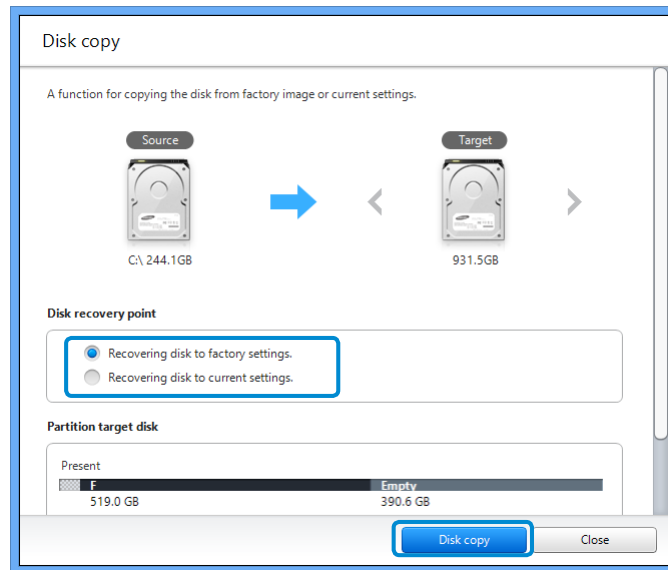 Disk copy
A function for copying the disk from factory image or current settings.
Source
Target
C:\ 244.1GB
931.5GB
Disk recovery point
Recovering disk to factory settings.
Recovering disk to current settings.
Partition target disk
Present
F
Empty
519.0 GB
390.6 GB
Disk copy
Close